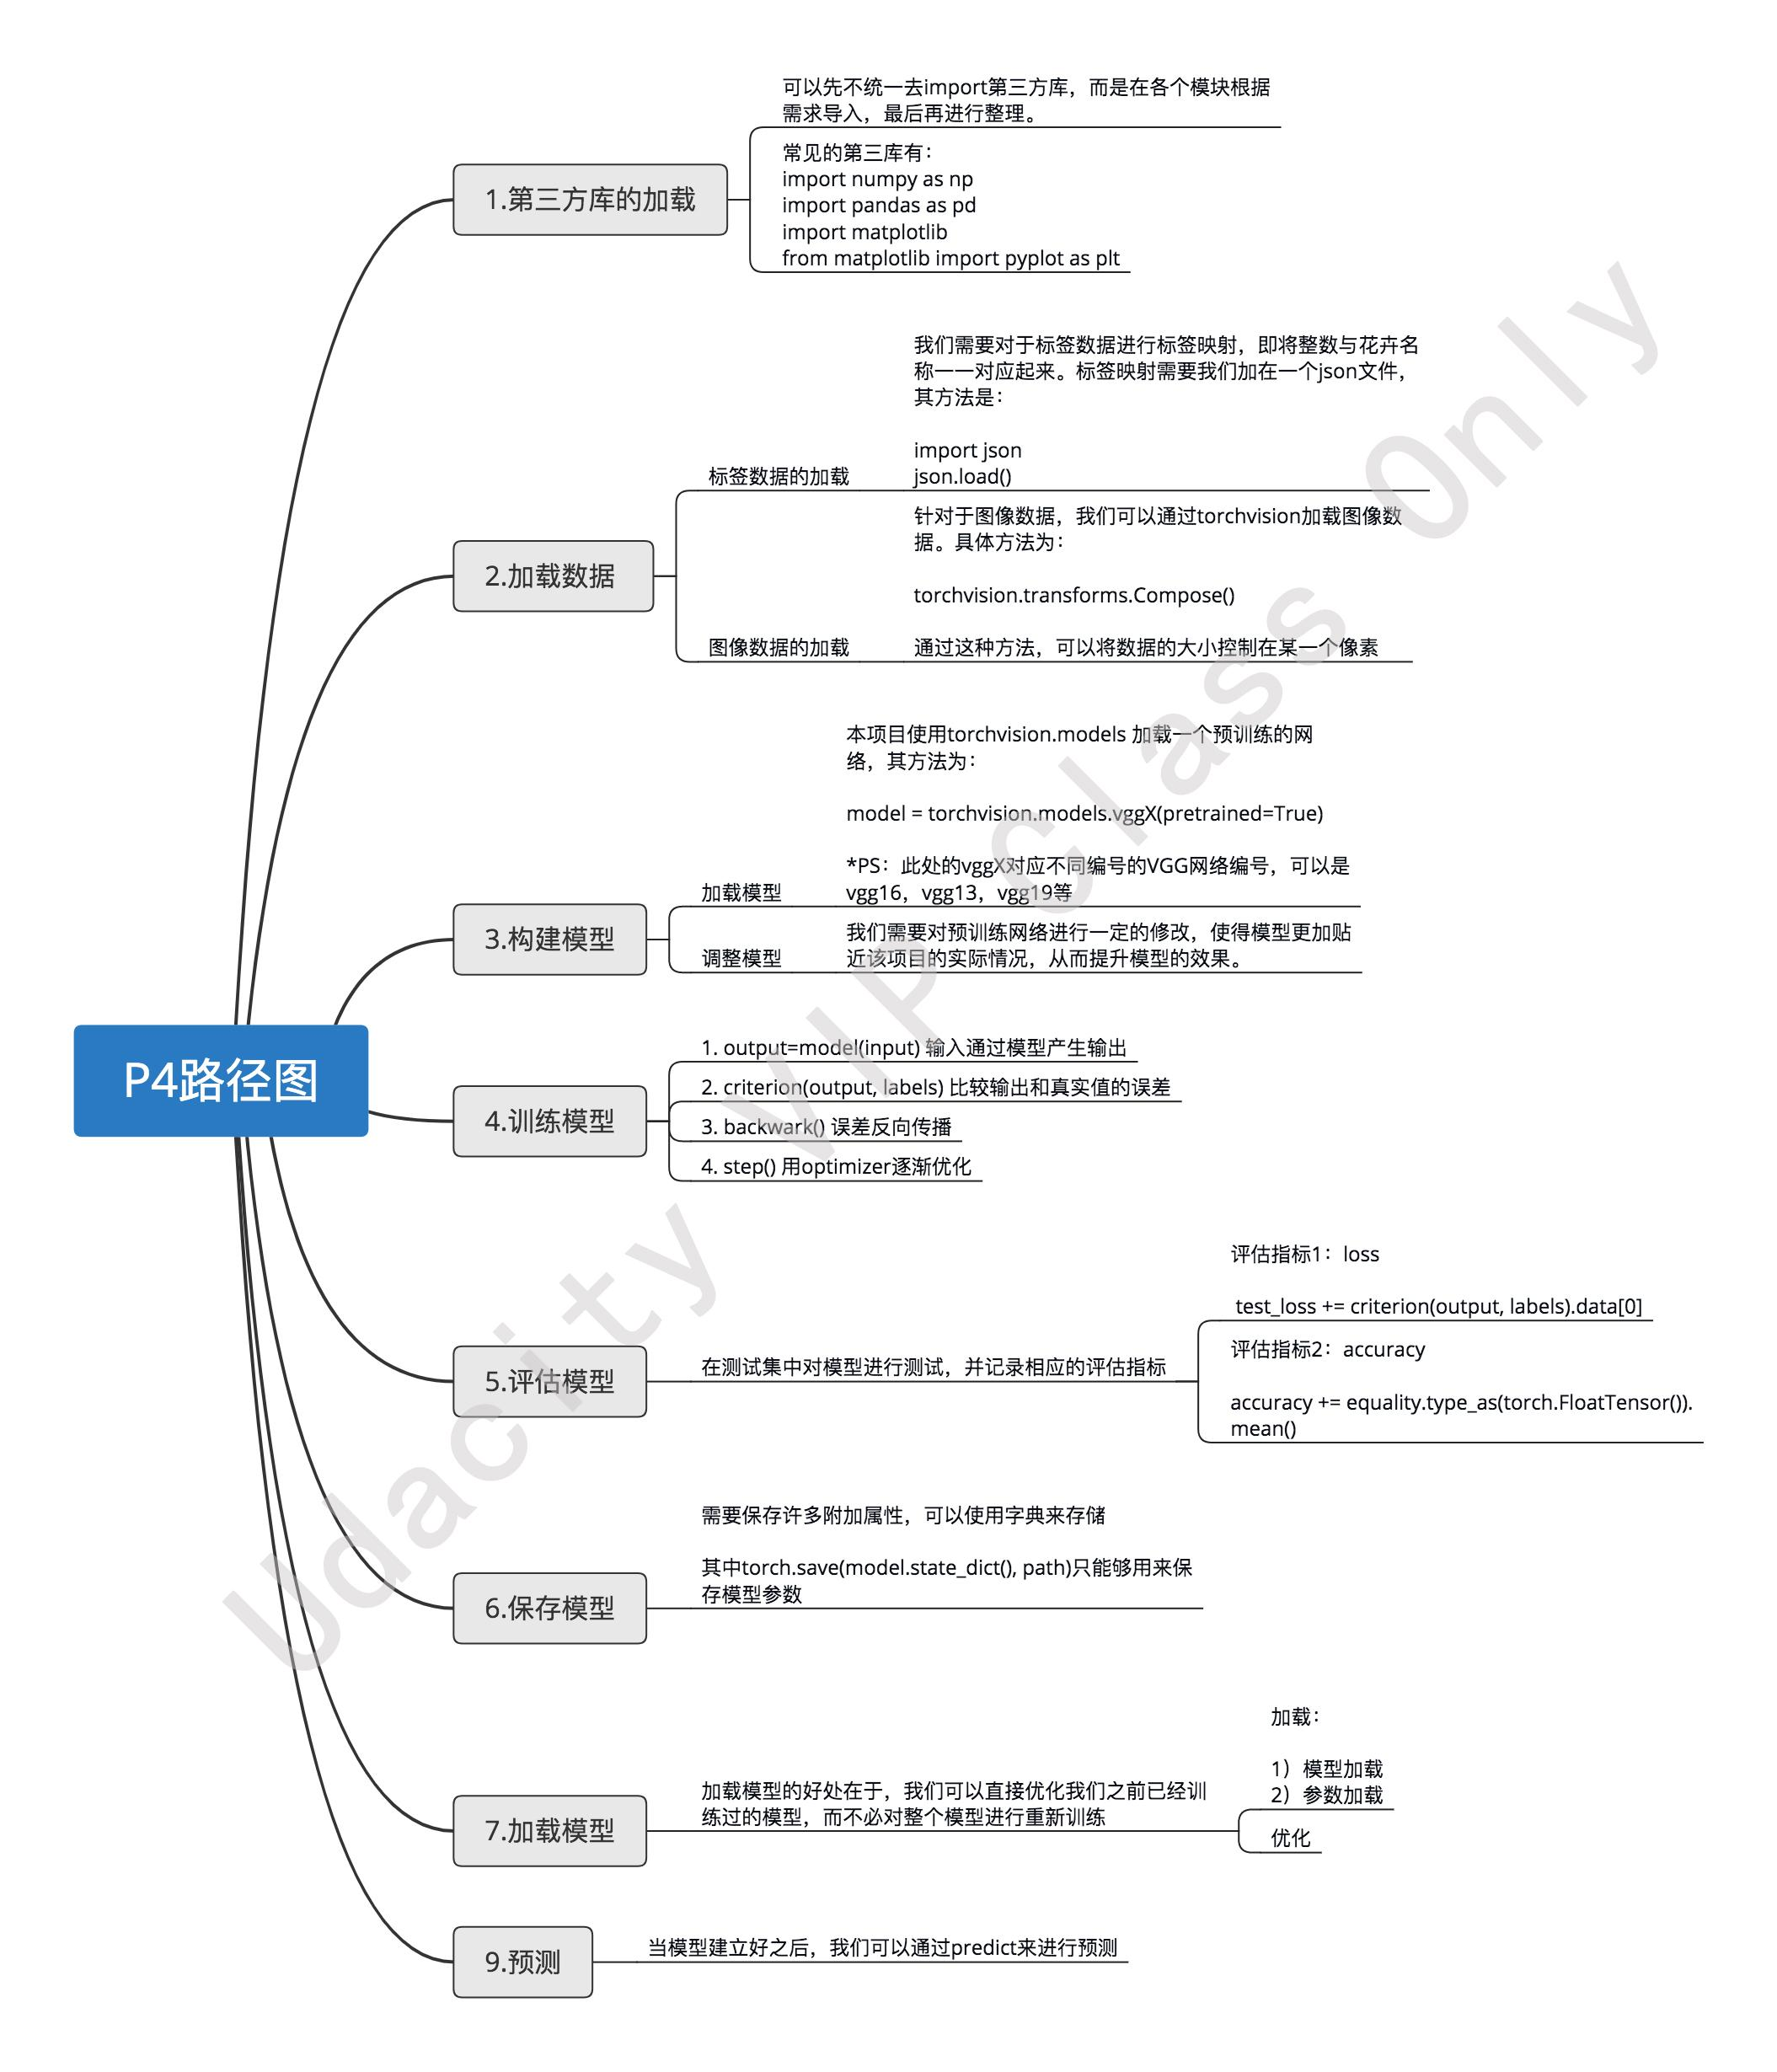 P4路径图
1.第三方库的加载
可以先不统一去import第三方库，而是在各个模块根据
需求导入，最后再进行整理。
常见的第三库有：
import numpy as np
import pandas as pd
import matplotlib
from matplotlib import pyplot as plt
2.加载数据
标签数据的加载
我们需要对于标签数据进行标签映射，即将整数与花卉名
称一一对应起来。标签映射需要我们加在一个json文件，
其方法是：
import json
json.load()
图像数据的加载
针对于图像数据，我们可以通过torchvision加载图像数
据。具体方法为：
torchvision.transforms.Compose()
通过这种方法，可以将数据的大小控制在某一个像素
3.构建模型
加载模型
本项目使用torchvision.models 加载一个预训练的网
络，其方法为：
model = torchvision.models.vggX(pretrained=True)
*PS：此处的vggX对应不同编号的VGG网络编号，可以是
vgg16，vgg13，vgg19等
调整模型
我们需要对预训练网络进行一定的修改，使得模型更加贴
近该项目的实际情况，从而提升模型的效果。
4.训练模型
1. output=model(input) 输入通过模型产生输出
2. criterion(output, labels) 比较输出和真实值的误差
3. backwark() 误差反向传播
4. step() 用optimizer逐渐优化
5.评估模型
在测试集中对模型进行测试，并记录相应的评估指标
评估指标1：loss
test_loss += criterion(output, labels).data[0]
评估指标2：accuracy
accuracy += equality.type_as(torch.FloatTensor()).
mean()
6.保存模型
需要保存许多附加属性，可以使用字典来存储
其中torch.save(model.state_dict(), path)只能够用来保
存模型参数
7.加载模型
加载模型的好处在于，我们可以直接优化我们之前已经训
练过的模型，而不必对整个模型进行重新训练
加载：
1）模型加载
2）参数加载
优化
9.预测
当模型建立好之后，我们可以通过predict来进行预测
Udacity VIP Class Only